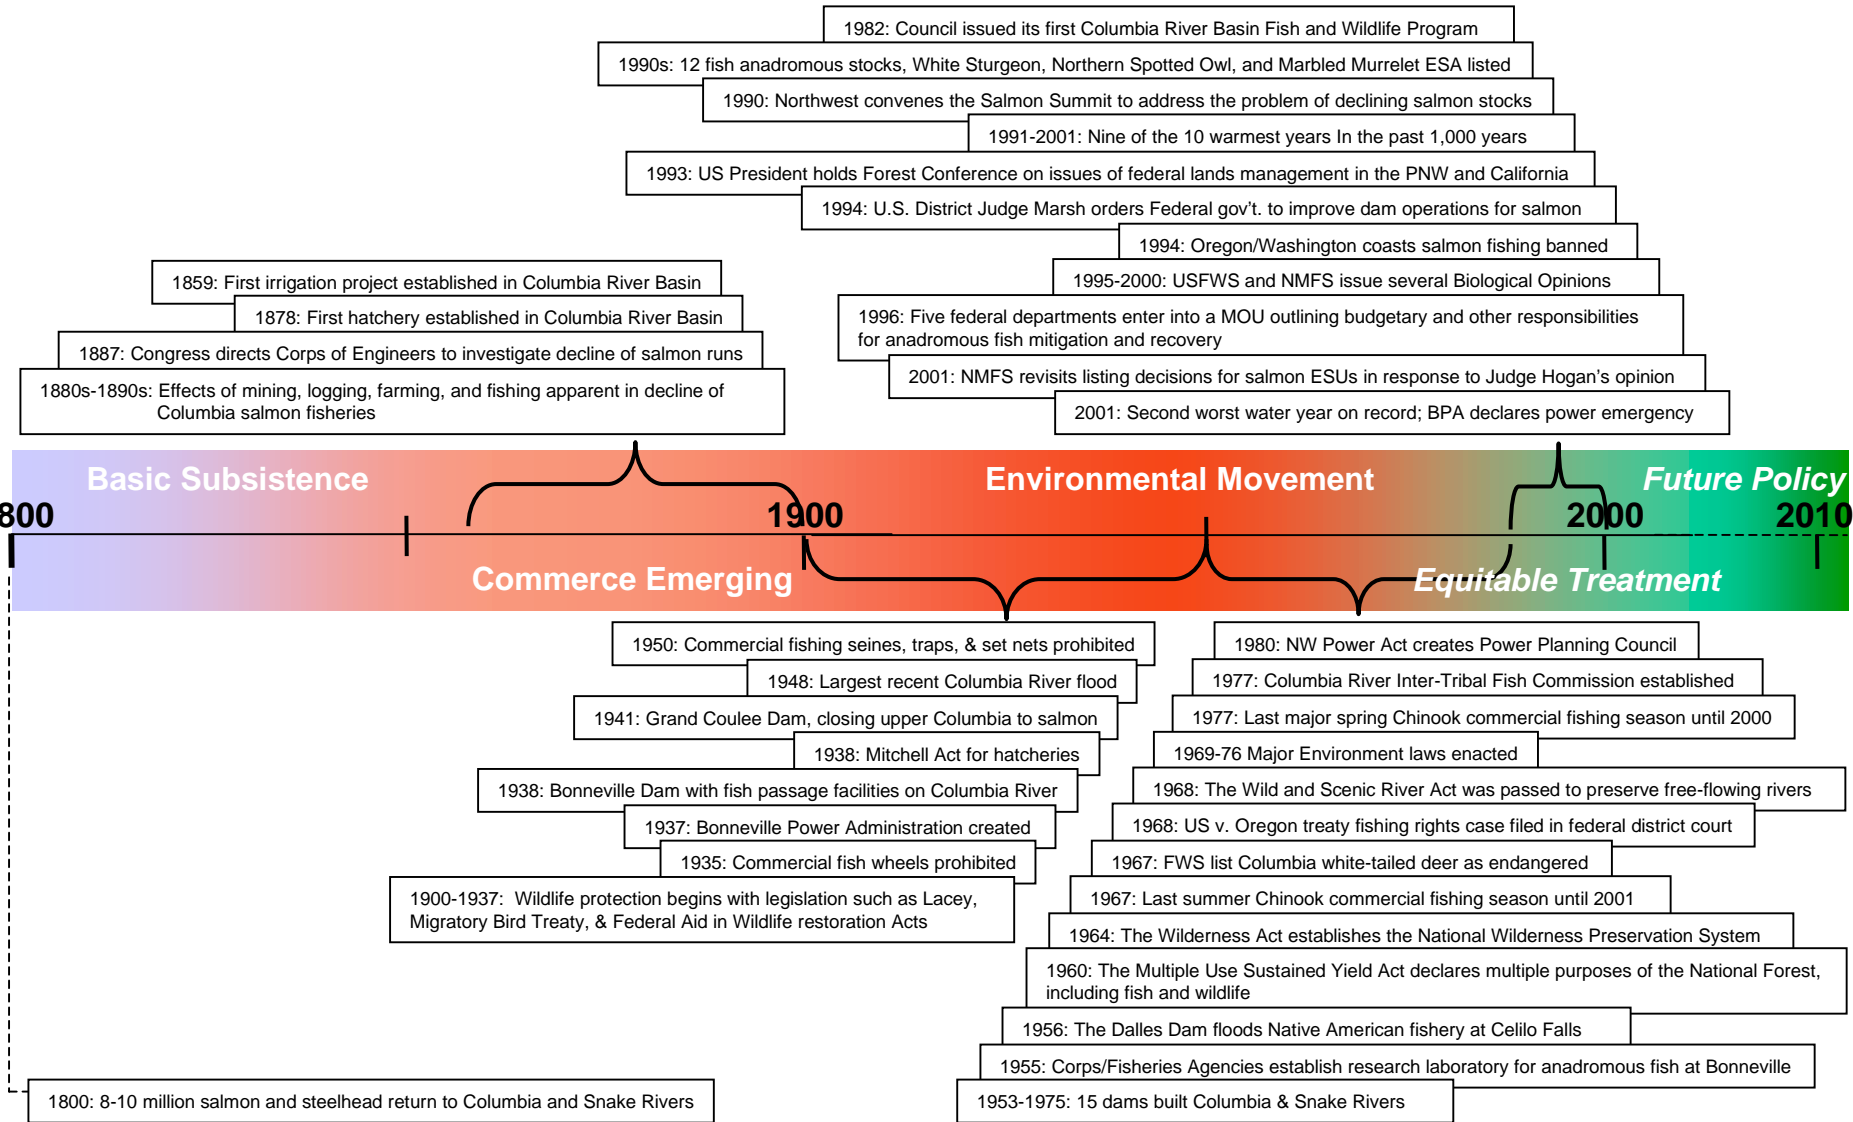 1982: Council issued its first Columbia River Basin Fish and Wildlife Program
1990s: 12 fish anadromous stocks, White Sturgeon, Northern Spotted Owl, and Marbled Murrelet ESA listed
1990: Northwest convenes the Salmon Summit to address the problem of declining salmon stocks
1991-2001: Nine of the 10 warmest years In the past 1,000 years
1993: US President holds Forest Conference on issues of federal lands management in the PNW and California
1994: U.S. District Judge Marsh orders Federal gov't. to improve dam operations for salmon
1994: Oregon/Washington coasts salmon fishing banned
1995-2000: USFWS and NMFS issue several Biological Opinions
1996: Five federal departments enter into a MOU outlining budgetary and other responsibilities
for anadromous fish mitigation and recovery
2001: NMFS revisits listing decisions for salmon ESUs in response to Judge Hogan's opinion
2001: Second worst water year on record; BPA declares power emergency
1859: First irrigation project established in Columbia River Basin
1878: First hatchery established in Columbia River Basin
1887: Congress directs Corps of Engineers to investigate decline of salmon runs
1880s-1890s: Effects of mining, logging, farming, and fishing apparent in decline of
Columbia salmon fisheries
Basic Subsistence
Environmental Movement
Future Policy
800
1900
2000
2010
Commerce Emerging
Equitable Treatment
1950: Commercial fishing seines, traps, & set nets prohibited
1948: Largest recent Columbia River flood
1941: Grand Coulee Dam, closing upper Columbia to salmon
1938: Mitchell Act for hatcheries
1938: Bonneville Dam with fish passage facilities on Columbia River
1937: Bonneville Power Administration created
1935: Commercial fish wheels prohibited
1900-1937: Wildlife protection begins with legislation such as Lacey,
Migratory Bird Treaty, & Federal Aid in Wildlife restoration Acts
1980: NW Power Act creates Power Planning Council
1977: Columbia River Inter-Tribal Fish Commission established
1977: Last major spring Chinook commercial fishing season until 2000
1969-76 Major Environment laws enacted
1968: The Wild and Scenic River Act was passed to preserve free-flowing rivers
1968: US v. Oregon treaty fishing rights case filed in federal district court
1967: FWS list Columbia white-tailed deer as endangered
1967: Last summer Chinook commercial fishing season until 2001
1964: The Wilderness Act establishes the National Wilderness Preservation System
1960: The Multiple Use Sustained Yield Act declares multiple purposes of the National Forest,
including fish and wildlife
1956: The Dalles Dam floods Native American fishery at Celilo Falls
1955: Corps/Fisheries Agencies establish research laboratory for anadromous fish at Bonneville
1953-1975: 15 dams built Columbia & Snake Rivers
1800: 8-10 million salmon and steelhead return to Columbia and Snake Rivers